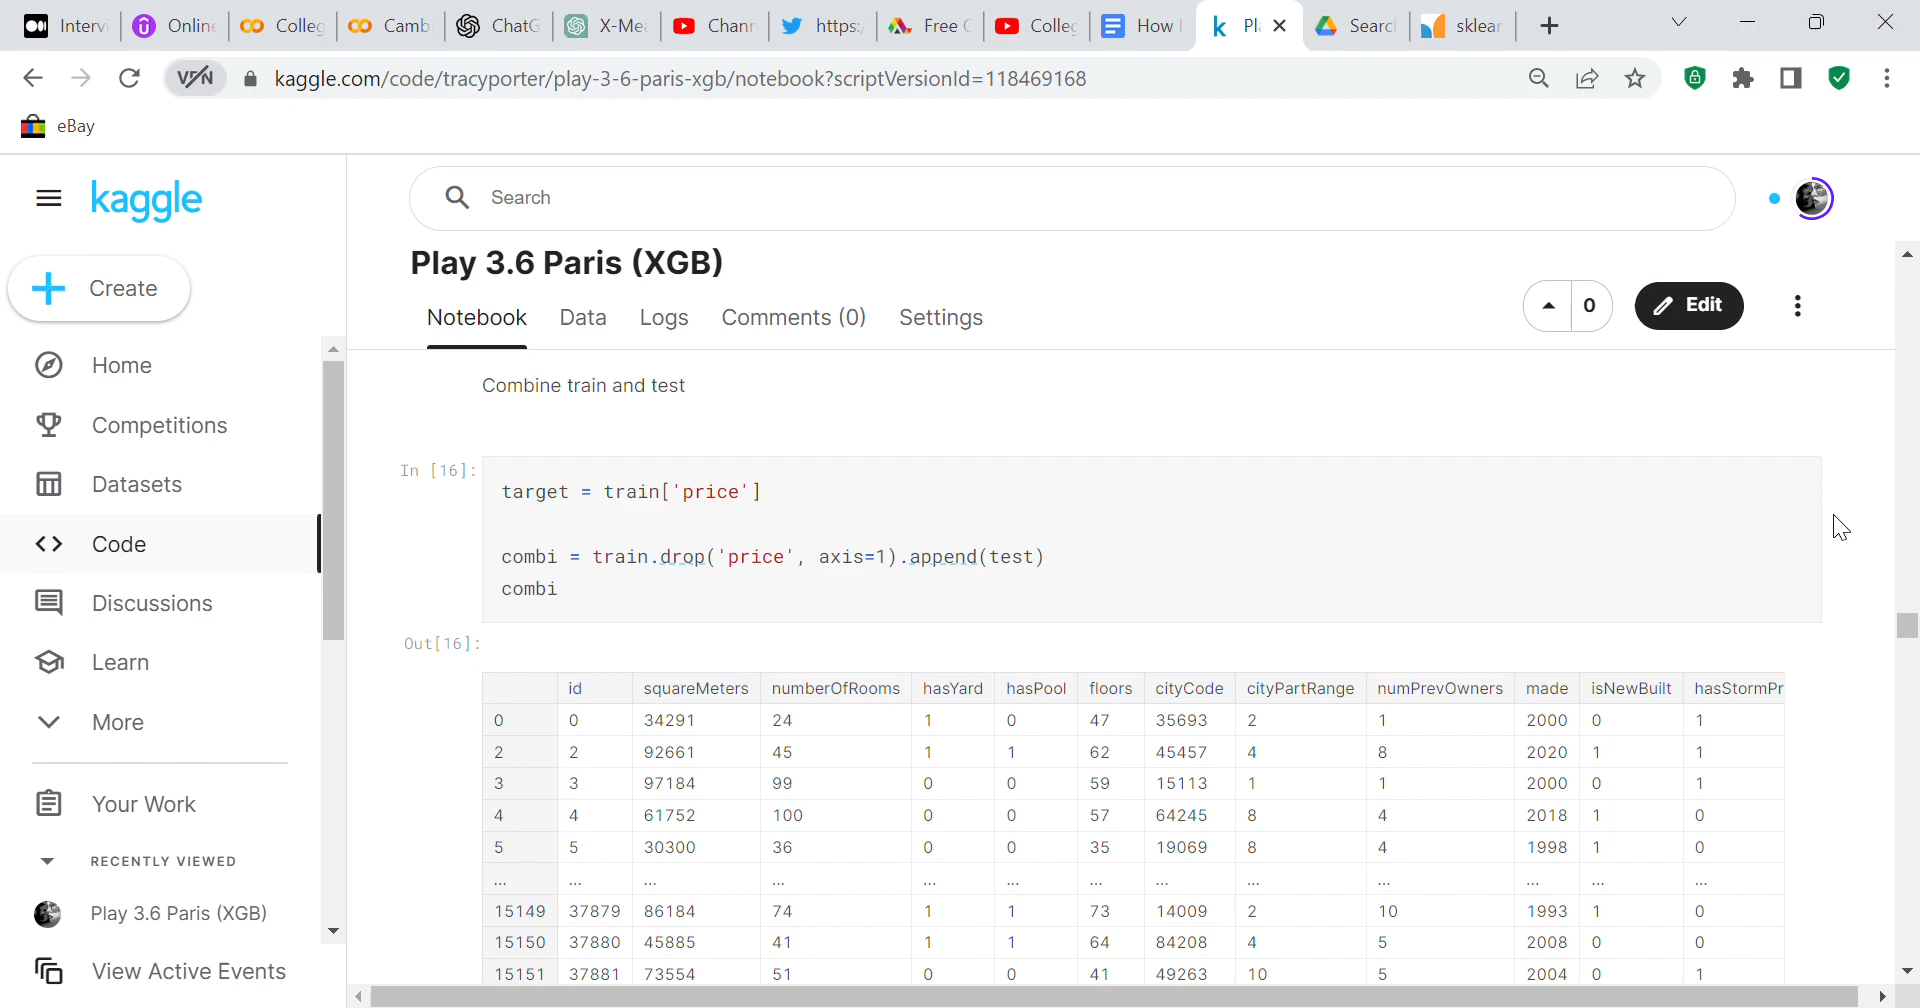 Interv Online Colleg Camb ChatG X-Mea Chann https:/ Free C Colleg How I Pla Searc sklear
VPN kaggle.com/code/tracyporter/play-3-6-paris-xgb/notebook?scriptVersionId=118469168
eBay
kaggle
Search
Play 3.6 Paris (XGB)
Create
0 Edit
Notebook Data Logs Comments (0) Settings
Home
Competitions
Datasets
Code
Discussions
Learn
More
Your Work
RECENTLY VIEWED
Play 3.6 Paris (XGB)
View Active Events
Combine train and test
In [16]:
target = train['price']
combi = train.drop('price', axis=1).append(test)
combi
Out[16]:
id squareMeters numberOfRooms hasYard hasPool floors cityCode cityPartRange numPrevOwners made isNewBuilt hasStormPr
0 0 34291 24 1 0 47 35693 2 1 2000 0 1
2 2 92661 45 1 1 62 45457 4 8 2020 1 1
3 3 97184 99 0 0 59 15113 1 1 2000 0 1
4 4 61752 100 0 0 57 64245 8 4 2018 1 0
5 5 30300 36 0 0 35 19069 8 4 1998 1 0
... ... ... ... ... ... ... ... ... ... ... ... ...
15149 37879 86184 74 1 1 73 14009 2 10 1993 1 0
15150 37880 45885 41 1 1 64 84208 4 5 2008 0 0
15151 37881 73554 51 0 0 41 49263 10 5 2004 0 1